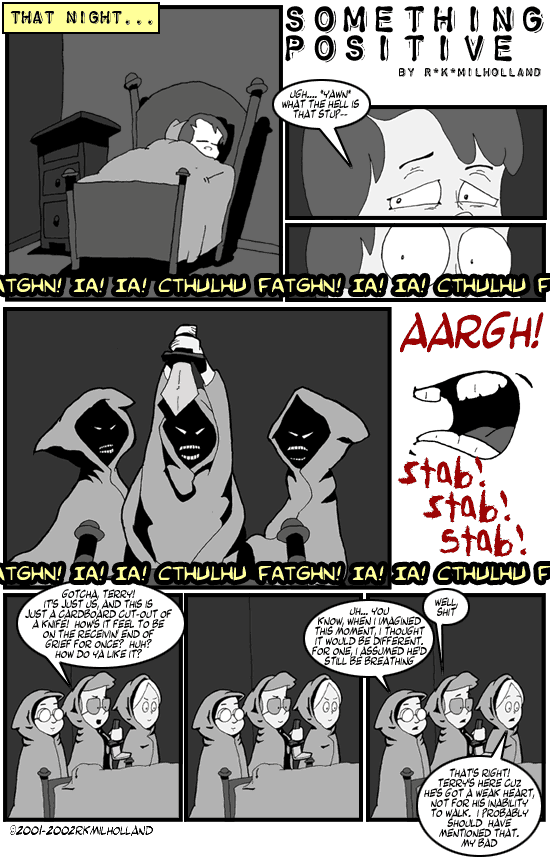 THAT NIGHT...
SOMETHING
POSITIVE
BY R*K*MILHOLLAND
UGH.... *YAWN*
WHAT THE HELL IS
THAT STUP--
ATGHN! IA! IA! CTHULHU FATGHN! IA! IA! CTHULHU F
AARGH!
stab!
stab!
stab!
ATGHN! IA! IA! CTHULHU FATGHN! IA! IA! CTHULHU F
GOTCHA, TERRY!
IT'S JUST US, AND THIS IS
JUST A CARDBOARD CUT-OUT OF
A KNIFE! HOW'S IT FEEL TO BE
ON THE RECEIVIN' END OF
GRIEF FOR ONCE? HUH?
HOW DO YA LIKE IT?
UH... YOU
KNOW, WHEN I IMAGINED
THIS MOMENT, I THOUGHT
IT WOULD BE DIFFERENT.
FOR ONE, I ASSUMED HE'D
STILL BE BREATHING
WELL,
SHIT
THAT'S RIGHT!
TERRY'S HERE CUZ
HE'S GOT A WEAK HEART,
NOT FOR HIS INABILITY
TO WALK. I PROBABLY
SHOULD HAVE
MENTIONED THAT.
MY BAD
©2001-2002RKMILHOLLAND